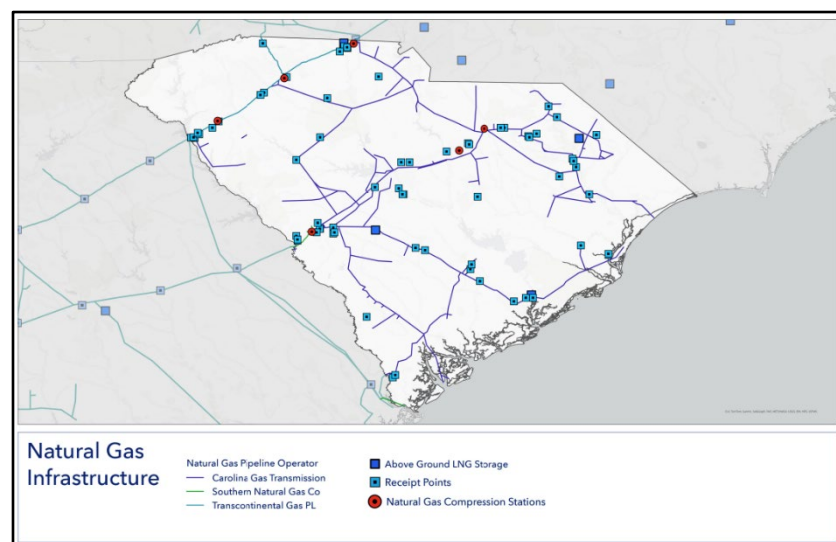 Natural Gas
Infrastructure
Natural Gas Pipeline Operator
Carolina Gas Transmission
Southern Natural Gas Co
Transcontinental Gas PL
Above Ground LNG Storage
Receipt Points
Natural Gas Compression Stations